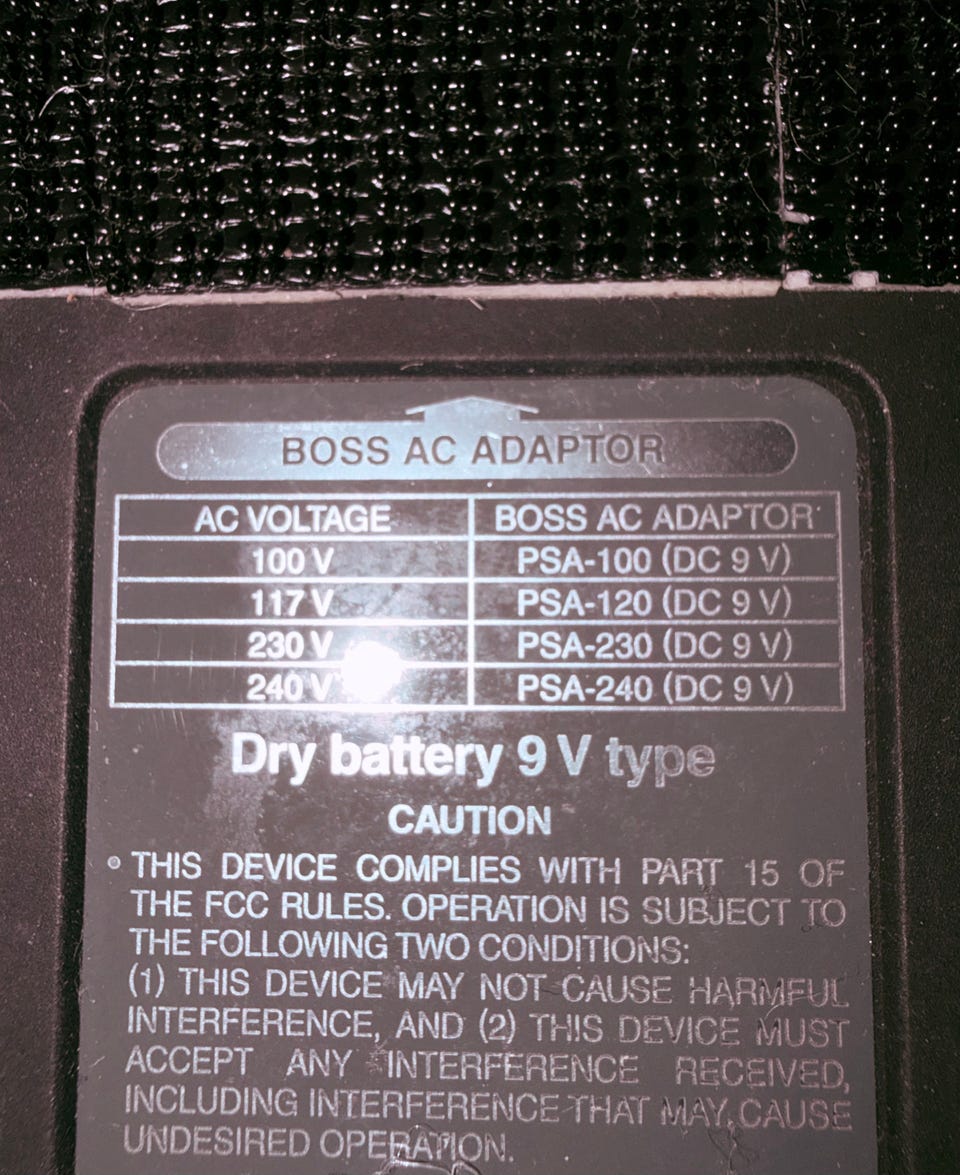 BOSS AC ADAPTOR
AC VOLTAGE BOSS AC ADAPTOR
100 V PSA-100 (DC 9 V)
117 V PSA-120 (DC 9 V)
230 V PSA-230 (DC 9 V)
240 V PSA-240 (DC 9 V)
Dry battery 9 V type
CAUTION
• THIS DEVICE COMPLIES WITH PART 15 OF
THE FCC RULES. OPERATION IS SUBJECT TO
THE FOLLOWING TWO CONDITIONS:
(1) THIS DEVICE MAY NOT CAUSE HARMFUL
INTERFERENCE, AND (2) THIS DEVICE MUST
ACCEPT ANY INTERFERENCE RECEIVED,
INCLUDING INTERFERENCE THAT MAY CAUSE
UNDESIRED OPERATION.